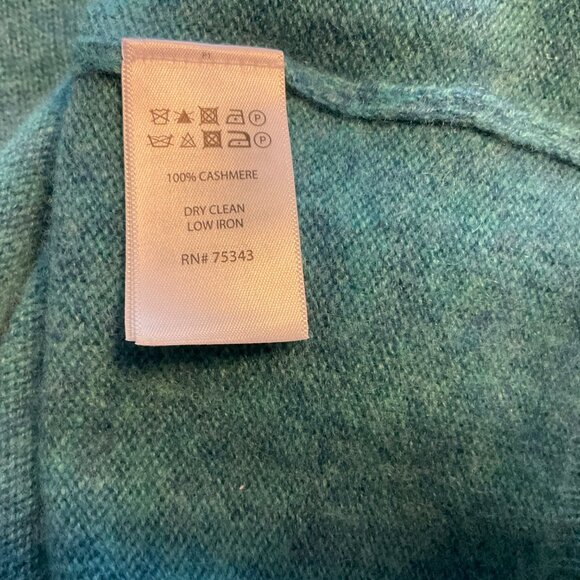 P
P
100% CASHMERE
DRY CLEAN
LOW IRON
RN# 75343